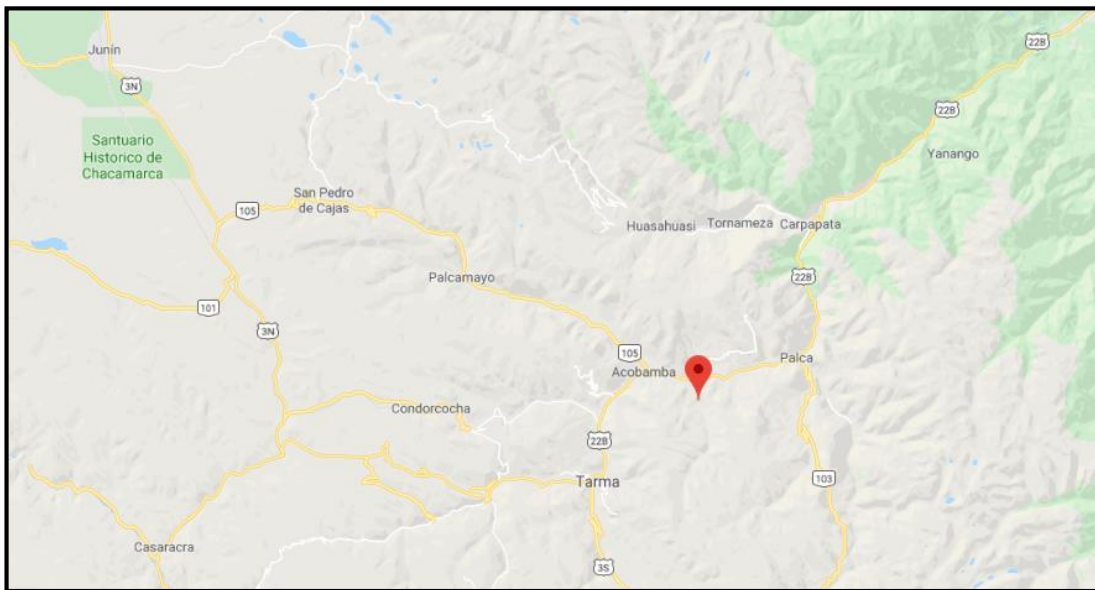 Junín
3N
22B
22B
Santuario
Historico de
Chacamarca
Yanango
San Pedro
de Cajas
105
Huasahuasi
Tornameza
Carpapata
Palcamayo
22B
101
3N
105
Acobamba
Palca
Condorcocha
22B
Tarma
103
Casaracra
3S